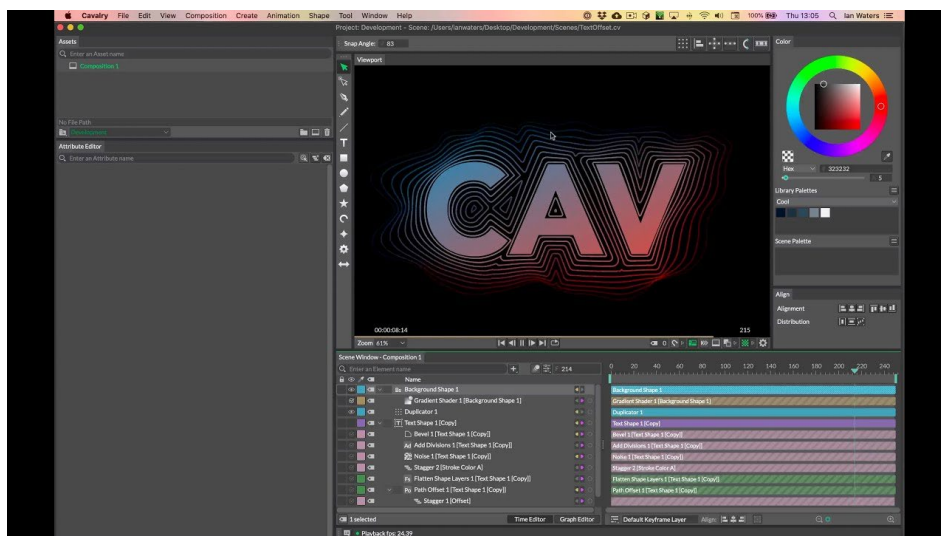 Cavalry File Edit View Composition Create Animation Shape Tool Window Help 100% Thu 13:05 Ian Waters
Project: Development - Scene: /Users/ianwaters/Desktop/Development/Scenes/TextOffset.cv
Assets
Enter an Asset name
Composition 1
No File Path
Development
Attribute Editor
Enter an Attribute name
Snap Angle: 83
Viewport
CAV
00:00:08:14
215
Zoom 61%
Color
Hex 323232
5
Library Palettes
Cool
Scene Palette
Align
Alignment
Distribution
Scene Window - Composition 1
Enter an Element name
214
0 20 40 60 80 100 120 140 160 180 200 220 240
Name
Background Shape 1
Gradient Shader 1 [Background Shape 1]
Duplicator 1
Text Shape 1 [Copy]
Bevel 1 [Text Shape 1 [Copy]]
Add Divisions 1 [Text Shape 1 [Copy]]
Noise 1 [Text Shape 1 [Copy]]
Stagger 2 [Stroke Color A]
Flatten Shape Layers 1 [Text Shape 1 [Copy]]
Path Offset 1 [Text Shape 1 [Copy]]
Stagger 1 [Offset]
Background Shape 1
Gradient Shader 1 [Background Shape 1]
Duplicator 1
Text Shape 1 [Copy]
Bevel 1 [Text Shape 1 [Copy]]
Add Divisions 1 [Text Shape 1 [Copy]]
Noise 1 [Text Shape 1 [Copy]]
Stagger 2 [Stroke Color A]
Flatten Shape Layers 1 [Text Shape 1 [Copy]]
Path Offset 1 [Text Shape 1 [Copy]]
1 selected
Time Editor Graph Editor
Default Keyframe Layer Align:
Playback fps: 24.39